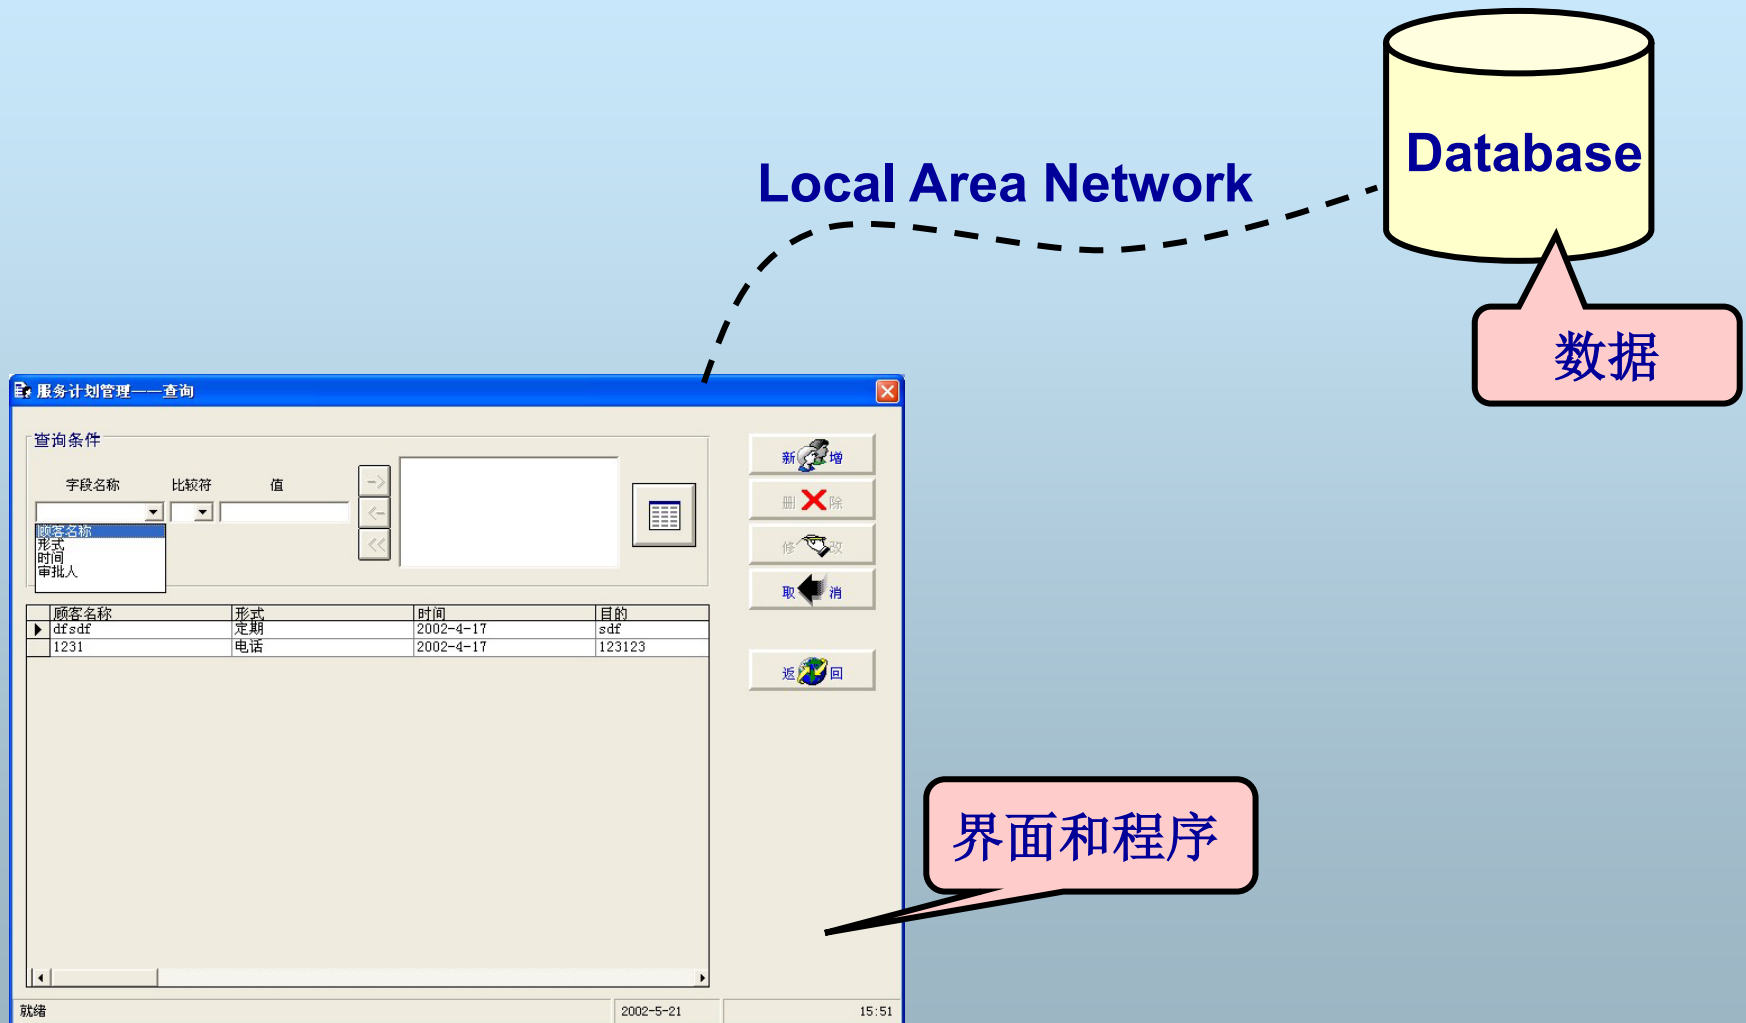 Database
Local Area Network
数据
服务计划管理——查询
查询条件
字段名称 比较符 值
->
<-
<<
顾客名称
形式
时间
审批人
新增
删除
修改
取消
返回
顾客名称 形式 时间 目的
dfsdf 定期 2002-4-17 sdf
1231 电话 2002-4-17 123123
界面和程序
就绪 2002-5-21 15:51